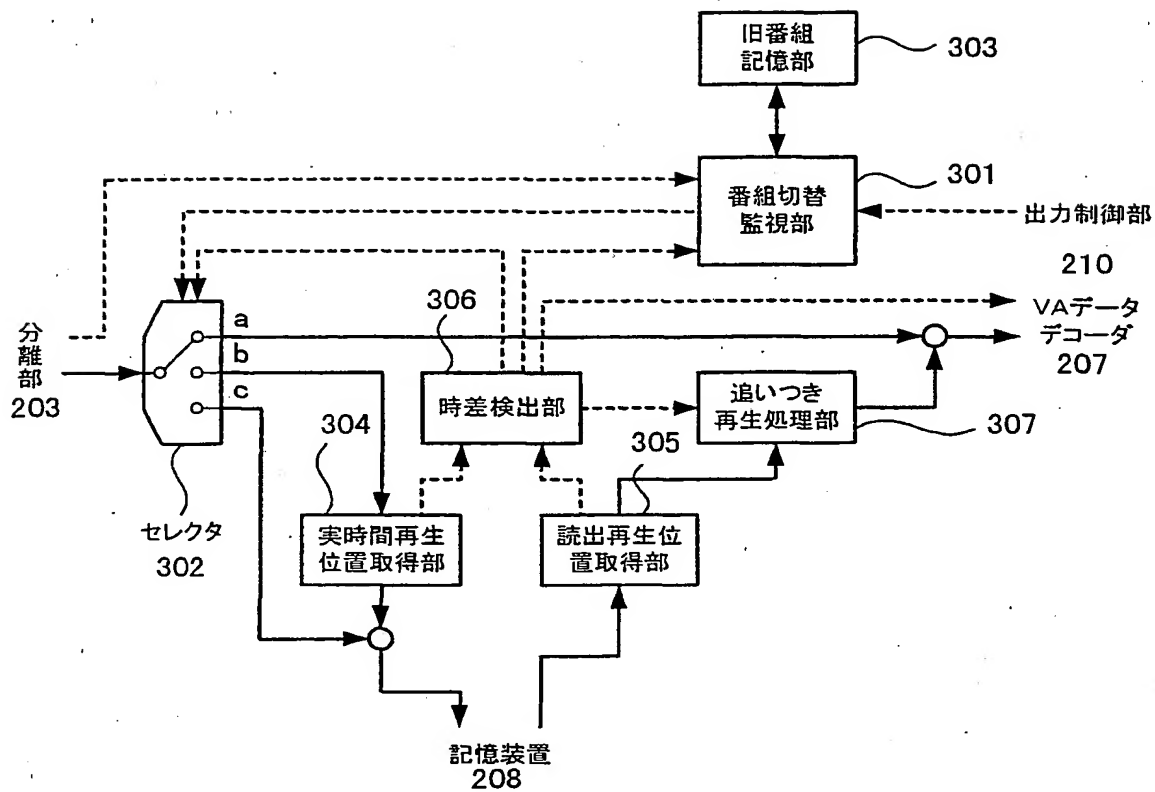 旧番組
記憶部
303
番組切替
監視部
301
出力制御部
210
VAデータ
デコーダ
207
分離部
203
a
b
c
セレクタ
302
306
時差検出部
追いつき
再生処理部
307
304
実時間再生
位置取得部
305
読出再生位
置取得部
記憶装置
208